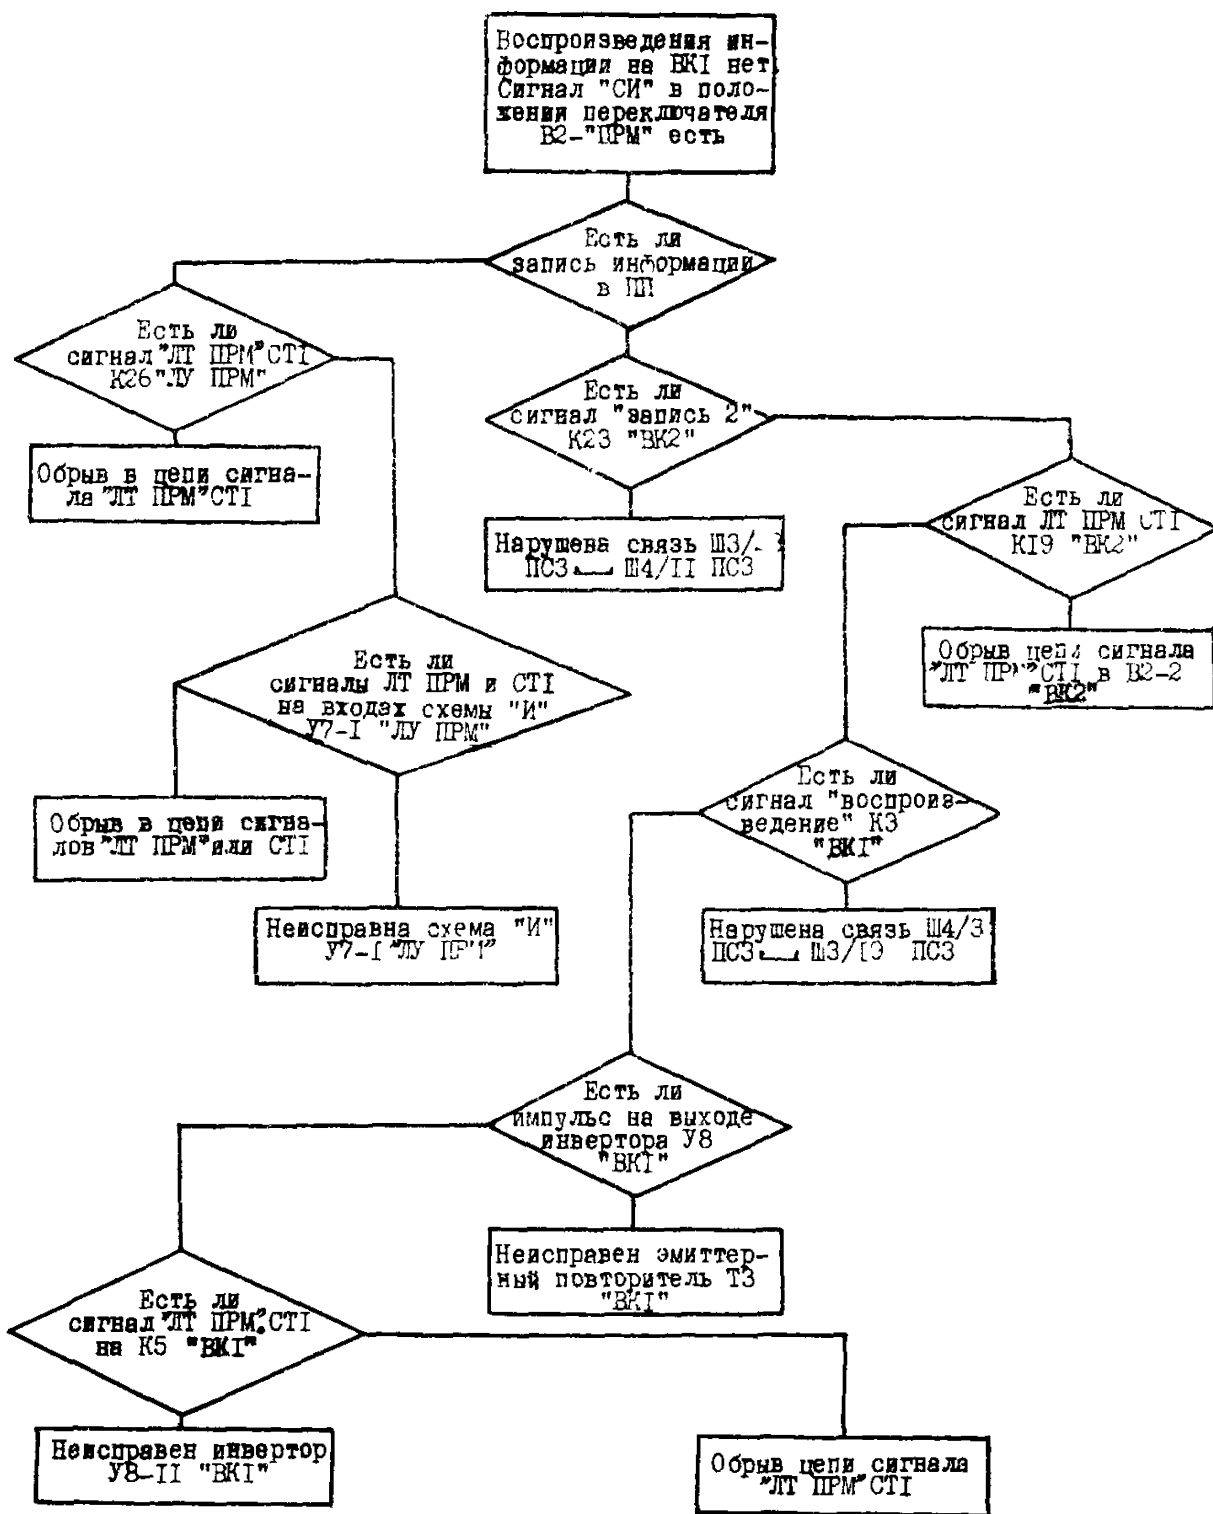 Воспроизведения ин-
формации на ВКI нет
Сигнал "СИ" в поло-
жении переключателя
В2-"ПРМ" есть
Есть ли
запись информации
в ПП
Есть ли
сигнал "ЛТ ПРМ" СТI
К26 "ЛУ ПРМ"
Есть ли
сигнал "запись 2"
К23 "ВК2"
Обрыв в цепи сигна-
ла "ЛТ ПРМ" СТI
Есть ли
сигнал ЛТ ПРМ СТI
КI9 "ВК2"
Нарушева связь Ш3/
ПС3 Ш4/II ПС3
Обрыв цепи сигнала
"ЛТ ПРМ" СТI в В2-2
"ВК2"
Есть ли
сигналы ЛТ ПРМ и СТI
на входах схемы "И"
У7-I "ЛУ ПРМ"
Есть ли
сигнал "воспроиз-
ведение" К3
"ВКI"
Обрыв в цепи сигна-
лов "ЛТ ПРМ" или СТI
Неисправна схема "И"
У7-I "ЛУ ПРМ"
Нарушена связь Ш4/3
ПС3 Ш3/I9 ПС3
Есть ли
импульс на выходе
инвертора У8
"ВКI"
Неисправен эмиттер-
ный повторитель Т3
"ВКI"
Есть ли
сигнал "ЛТ ПРМ".СТI
на К5 "ВКI"
Неисправен инвертор
У8-II "ВКI"
Обрыв цепи сигнала
"ЛТ ПРМ" СТI